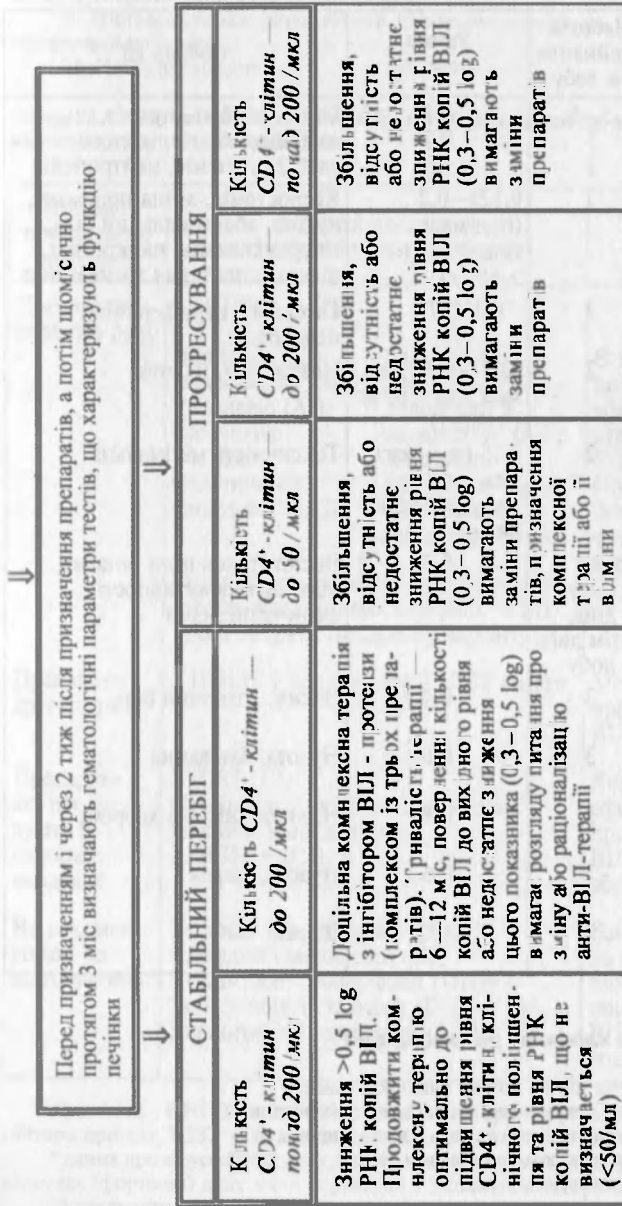 Перед призначенням і через 2 тиж після призначення препаратів, а потім щомісячно
протягом 3 міс визначають гематологічні параметри тестів, що характеризують функцію
печінки
СТАБІЛЬНИЙ ПЕРЕБІГ
ПРОГРЕСУВАННЯ
Кількість
CD4⁺-клітин
понад 200/мкл
Кількість CD4⁺-клітин
до 200/мкл
Кількість
CD4⁺-клітин
до 50/мкл
Кількість
CD4⁺-клітин
до 200/мкл
Кількість
CD4⁺-клітин
понад 200/мкл
Зниження >0,5 log
РНК копій ВІЛ.
Продовжити ком-
плексну терапію
оптимально до
підвищення рівня
CD4⁺-клітин, клі-
нічного поліпшен-
ня та рівня РНК
копій ВІЛ, що не
визначається
<50/мл)
Доцільна комплексна терапія
з інгібітором ВІЛ - протеази
(комплексом із трьох препа-
ратів). Тривалість терапії —
6–12 міс, повернення кількості
копій ВІЛ до вихідного рівня
або недостатнє зниження
цього показника (0,3–0,5 log)
вимагає розгляду питання про
зміну або раціоналізацію
анти-ВІЛ-терапії
Збільшення,
відсутність або
недостатнє
зниження рівня
РНК копій ВІЛ
(0,3–0,5 log)
вимагають
заміни препара-
тів, призначення
комплексної
терапії або її
відміни
Збільшення,
відсутність або
недостатнє
зниження рівня
РНК копій ВІЛ
(0,3–0,5 log)
вимагають
заміни
препаратів
Збільшення,
відсутність
або недостатнє
зниження рівня
РНК копій ВІЛ
(0,3–0,5 log)
вимагають
заміни
препаратів